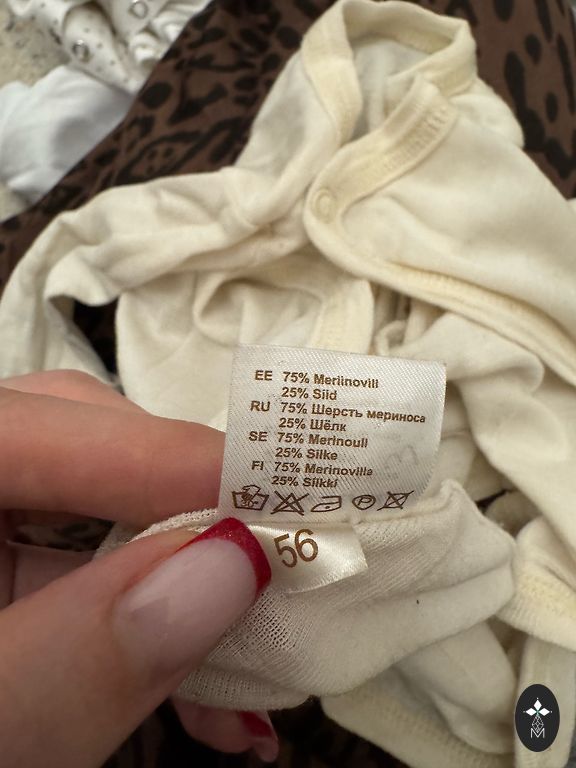 EE 75% Meriinovill
25% Siid
RU 75% Шерсть мериноса
25% Шёлк
SE 75% Merinoull
25% Silke
FI 75% Merinovilla
25% Silkki
P
56
M